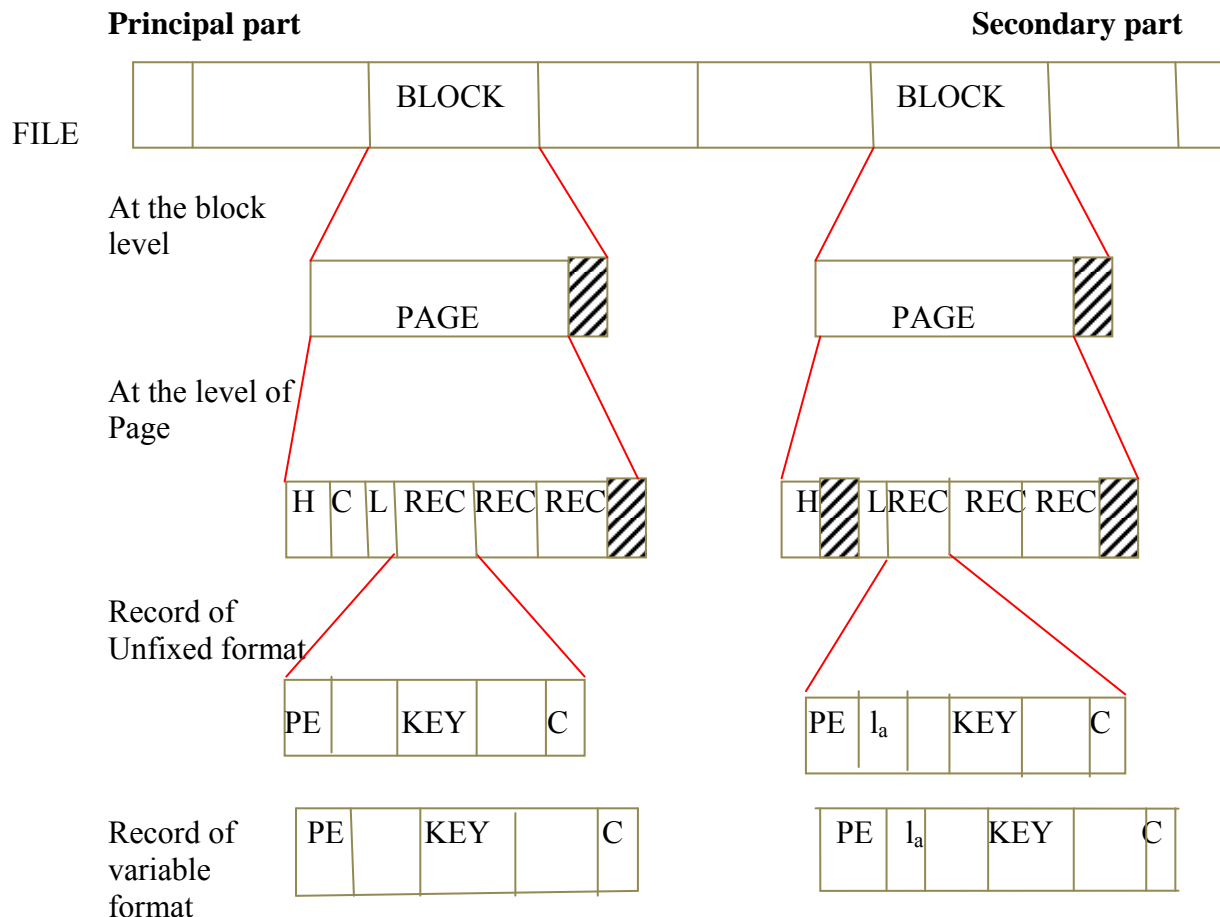 Principal part Secondary part
BLOCK BLOCK
FILE
At the block
level
PAGE PAGE
At the level of
Page
H C L REC REC REC H L REC REC REC
Record of
Unfixed format
PE KEY C PE la KEY C
Record of
variable
format
PE KEY C PE la KEY C